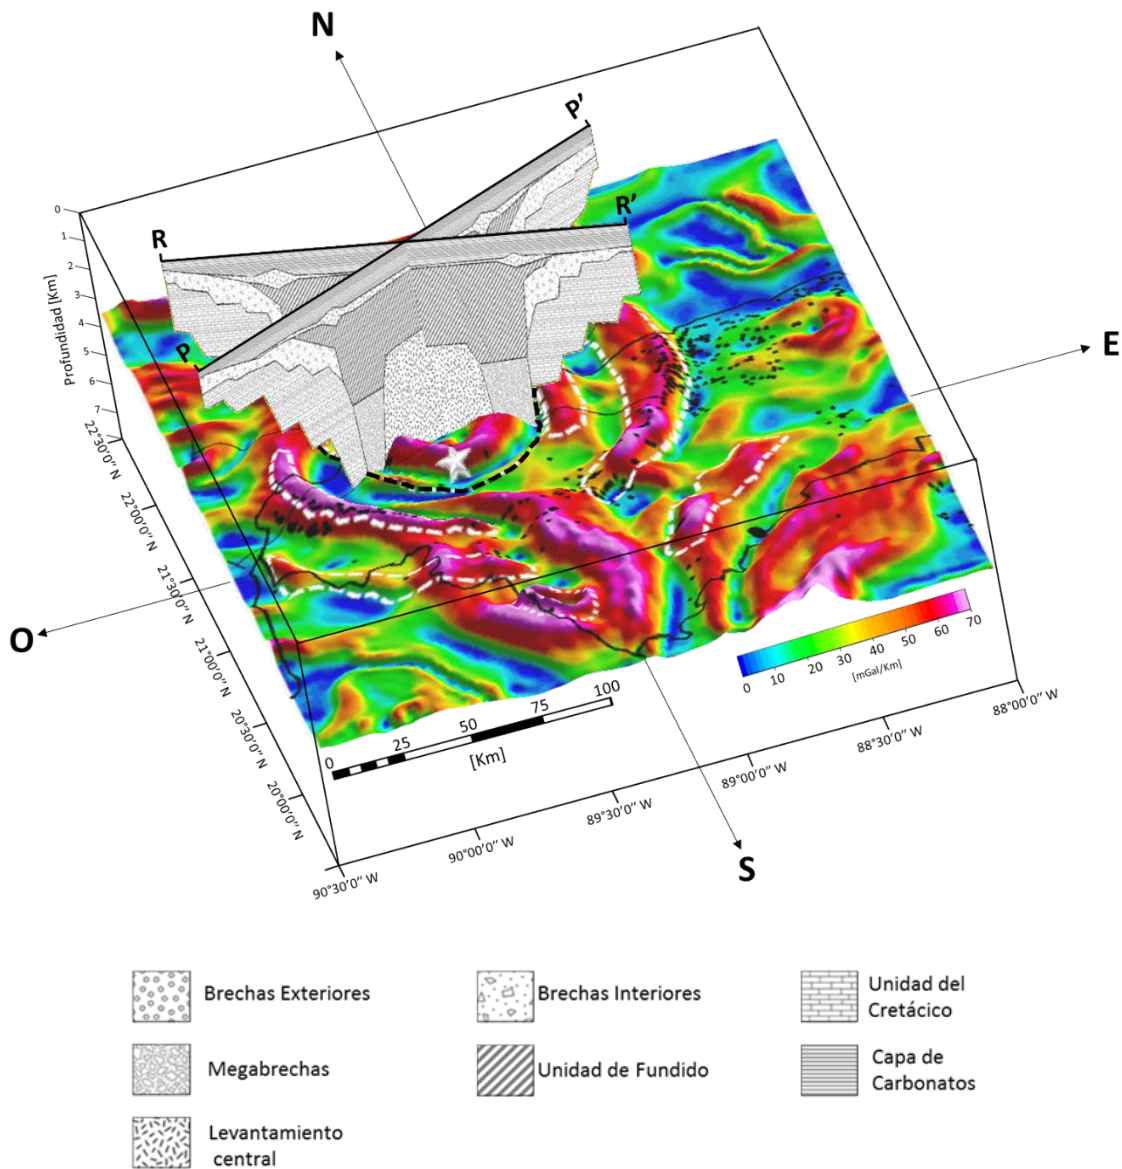 N
P'
R'
R
P
E
O
S
0
1
2
3
4
5
6
7
Profundidad [Km]
22°30'0'' N
22°00'0'' N
21°30'0'' N
21°00'0'' N
20°30'0'' N
20°00'0'' N
0
25
50
75
100
[Km]
0
10
20
30
40
50
60
70
[mGal/Km]
90°30'0'' W
90°00'0'' W
89°30'0'' W
89°00'0'' W
88°30'0'' W
88°00'0'' W
Brechas Exteriores
Brechas Interiores
Unidad del
Cretácico
Megabrechas
Unidad de Fundido
Capa de
Carbonatos
Levantamiento
central